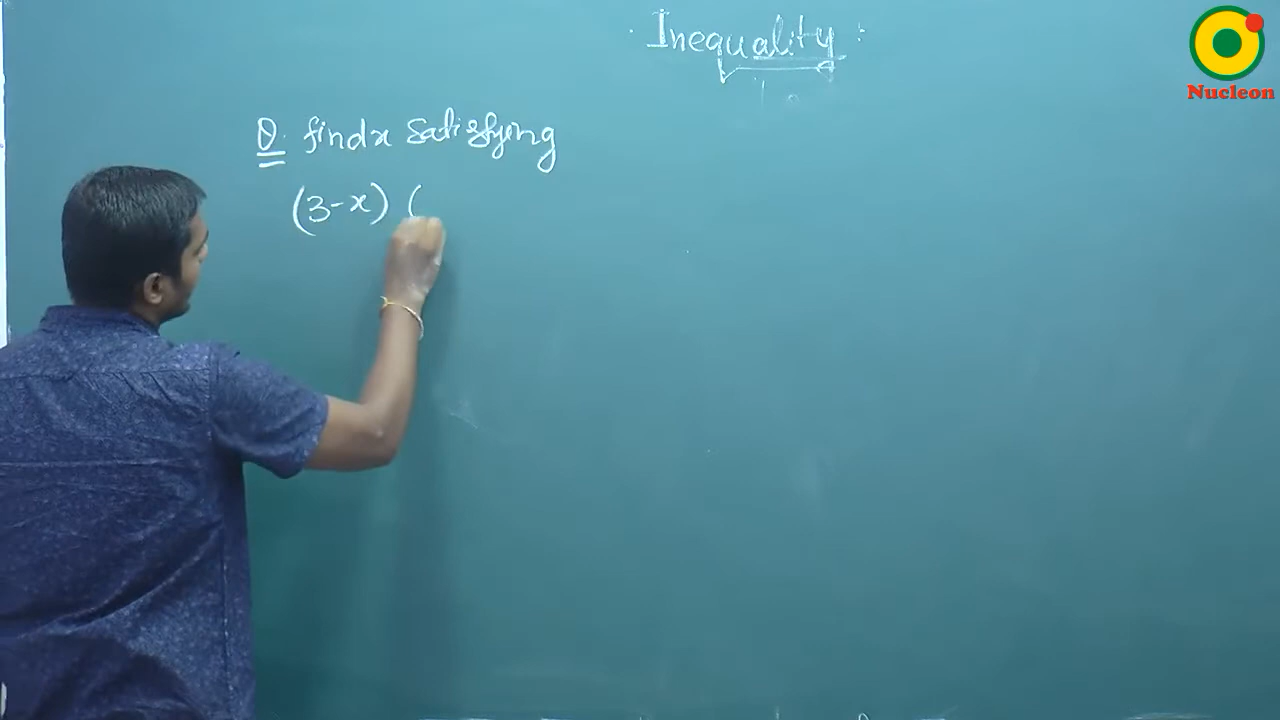 Inequality :
Nucleon
Q. find x satisfying
(3-x) (